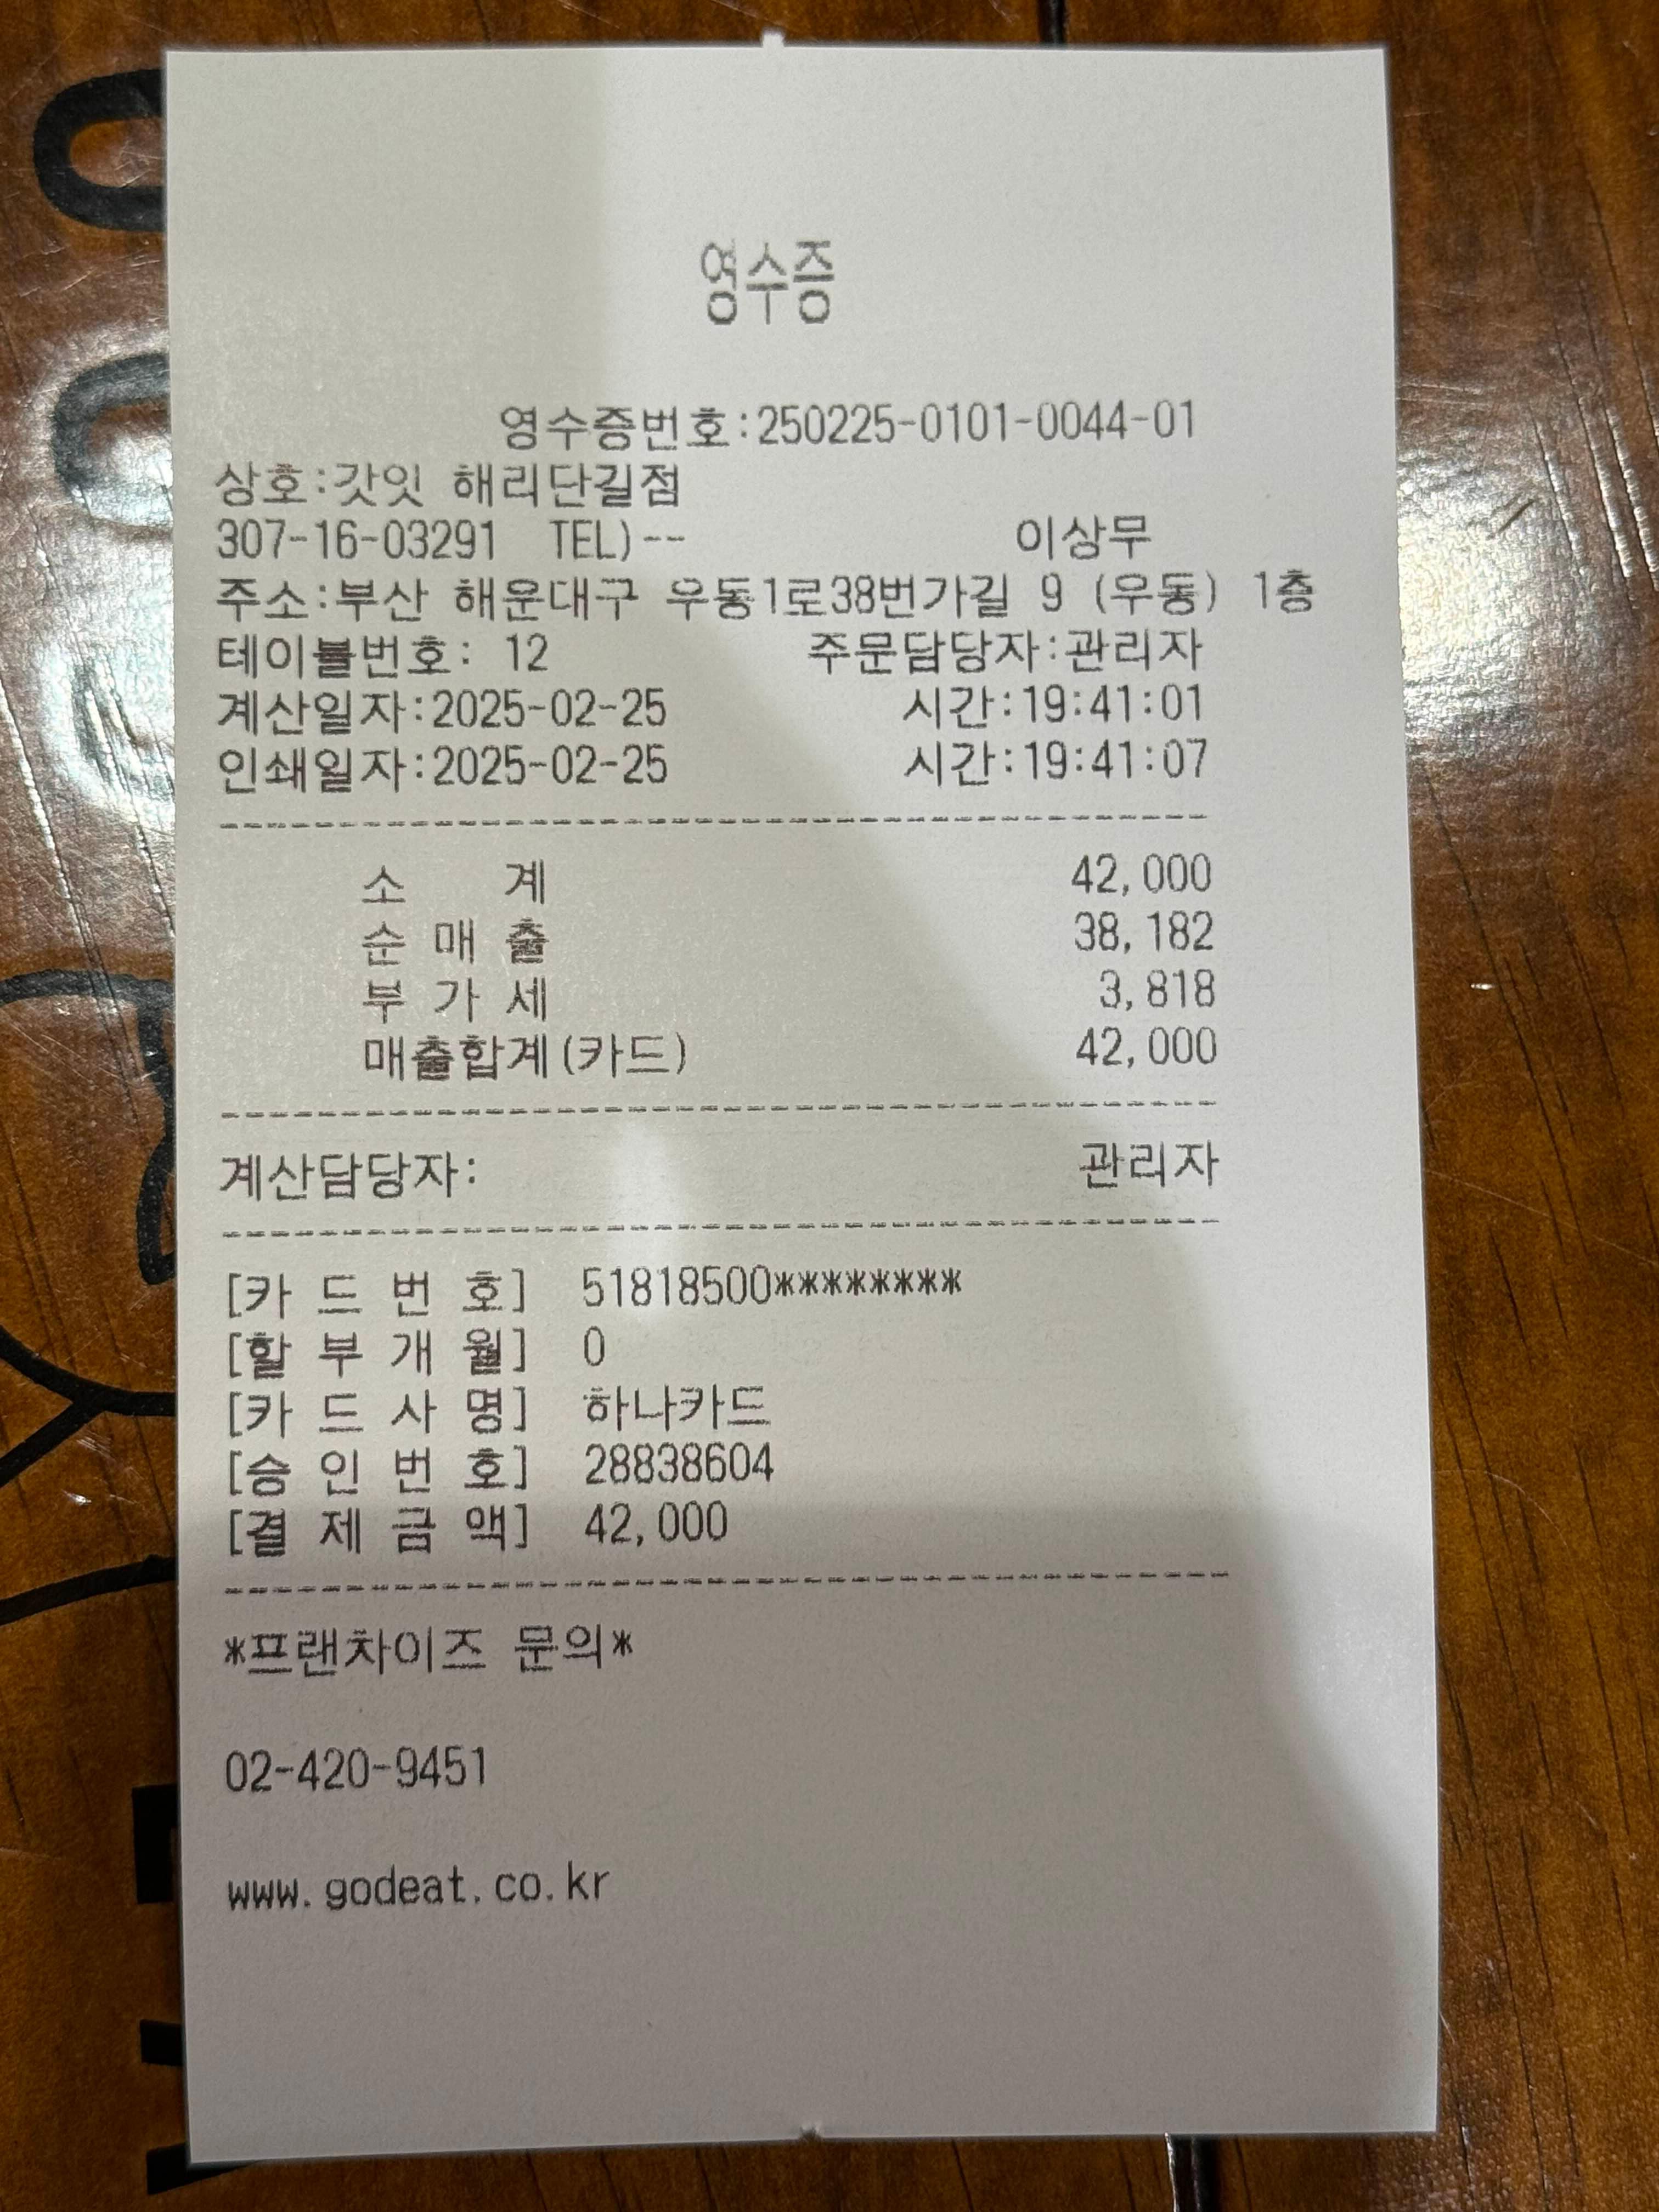 영수증
영수증번호:250225-0101-0044-01
상호:갓잇 해리단길점
307-16-03291 TEL)-- 이상무
주소:부산 해운대구 우동1로38번가길 9 (우동) 1층
테이블번호: 12 주문담당자:관리자
계산일자:2025-02-25 시간:19:41:01
인쇄일자:2025-02-25 시간:19:41:07
소 계 42,000
순 매 출 38,182
부 가 세 3,818
매출합계(카드) 42,000
계산담당자: 관리자
[카 드 번 호] 51818500********
[할 부 개 월] 0
[카 드 사 명] 하나카드
[승 인 번 호] 28838604
[결 제 금 액] 42,000
*프랜차이즈 문의*
02-420-9451
www.godeat.co.kr